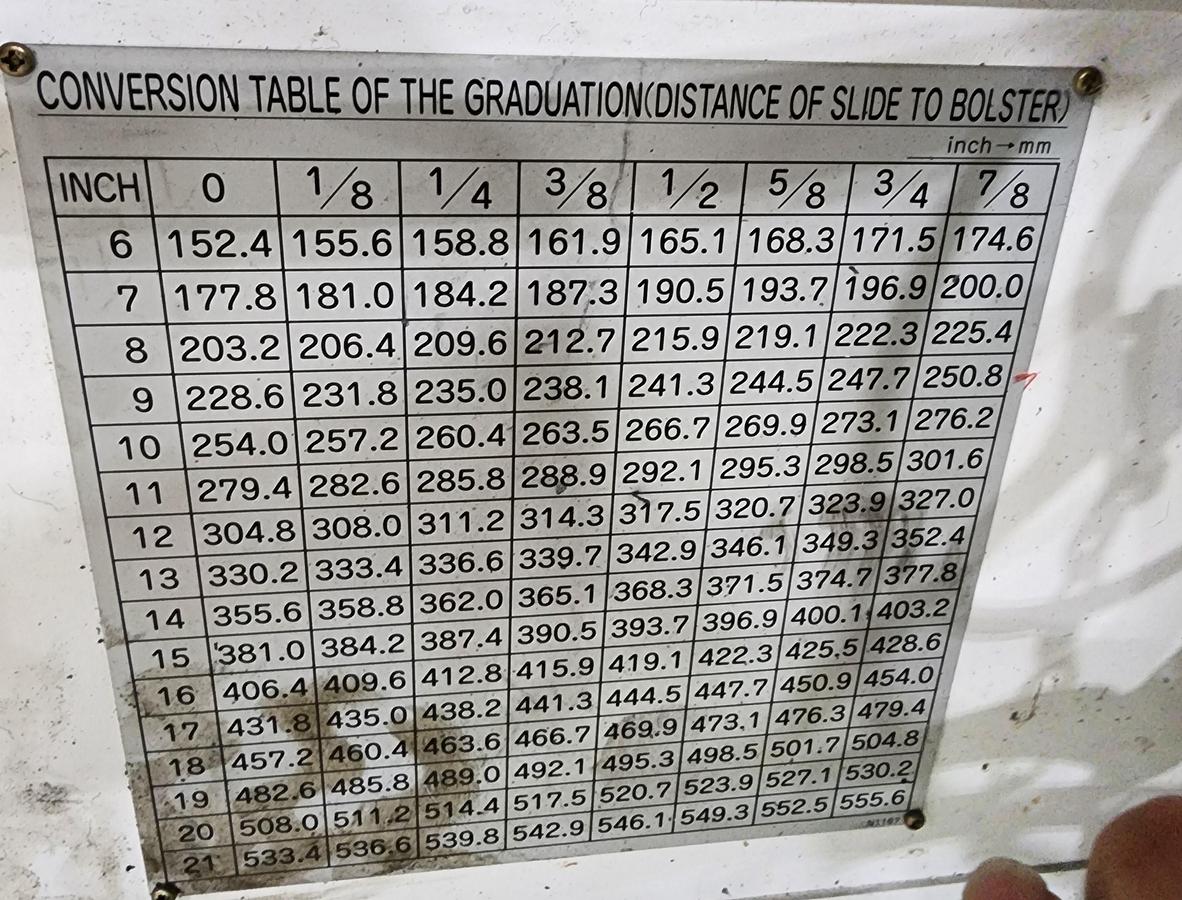 CONVERSION TABLE OF THE GRADUATION(DISTANCE OF SLIDE TO BOLSTER)
inch→mm
INCH 0 1/8 1/4 3/8 1/2 5/8 3/4 7/8
6 152.4 155.6 158.8 161.9 165.1 168.3 171.5 174.6
7 177.8 181.0 184.2 187.3 190.5 193.7 196.9 200.0
8 203.2 206.4 209.6 212.7 215.9 219.1 222.3 225.4
9 228.6 231.8 235.0 238.1 241.3 244.5 247.7 250.8
10 254.0 257.2 260.4 263.5 266.7 269.9 273.1 276.2
11 279.4 282.6 285.8 288.9 292.1 295.3 298.5 301.6
12 304.8 308.0 311.2 314.3 317.5 320.7 323.9 327.0
13 330.2 333.4 336.6 339.7 342.9 346.1 349.3 352.4
14 355.6 358.8 362.0 365.1 368.3 371.5 374.7 377.8
15 381.0 384.2 387.4 390.5 393.7 396.9 400.1 403.2
16 406.4 409.6 412.8 415.9 419.1 422.3 425.5 428.6
17 431.8 435.0 438.2 441.3 444.5 447.7 450.9 454.0
18 457.2 460.4 463.6 466.7 469.9 473.1 476.3 479.4
19 482.6 485.8 489.0 492.1 495.3 498.5 501.7 504.8
20 508.0 511.2 514.4 517.5 520.7 523.9 527.1 530.2
21 533.4 536.6 539.8 542.9 546.1 549.3 552.5 555.6